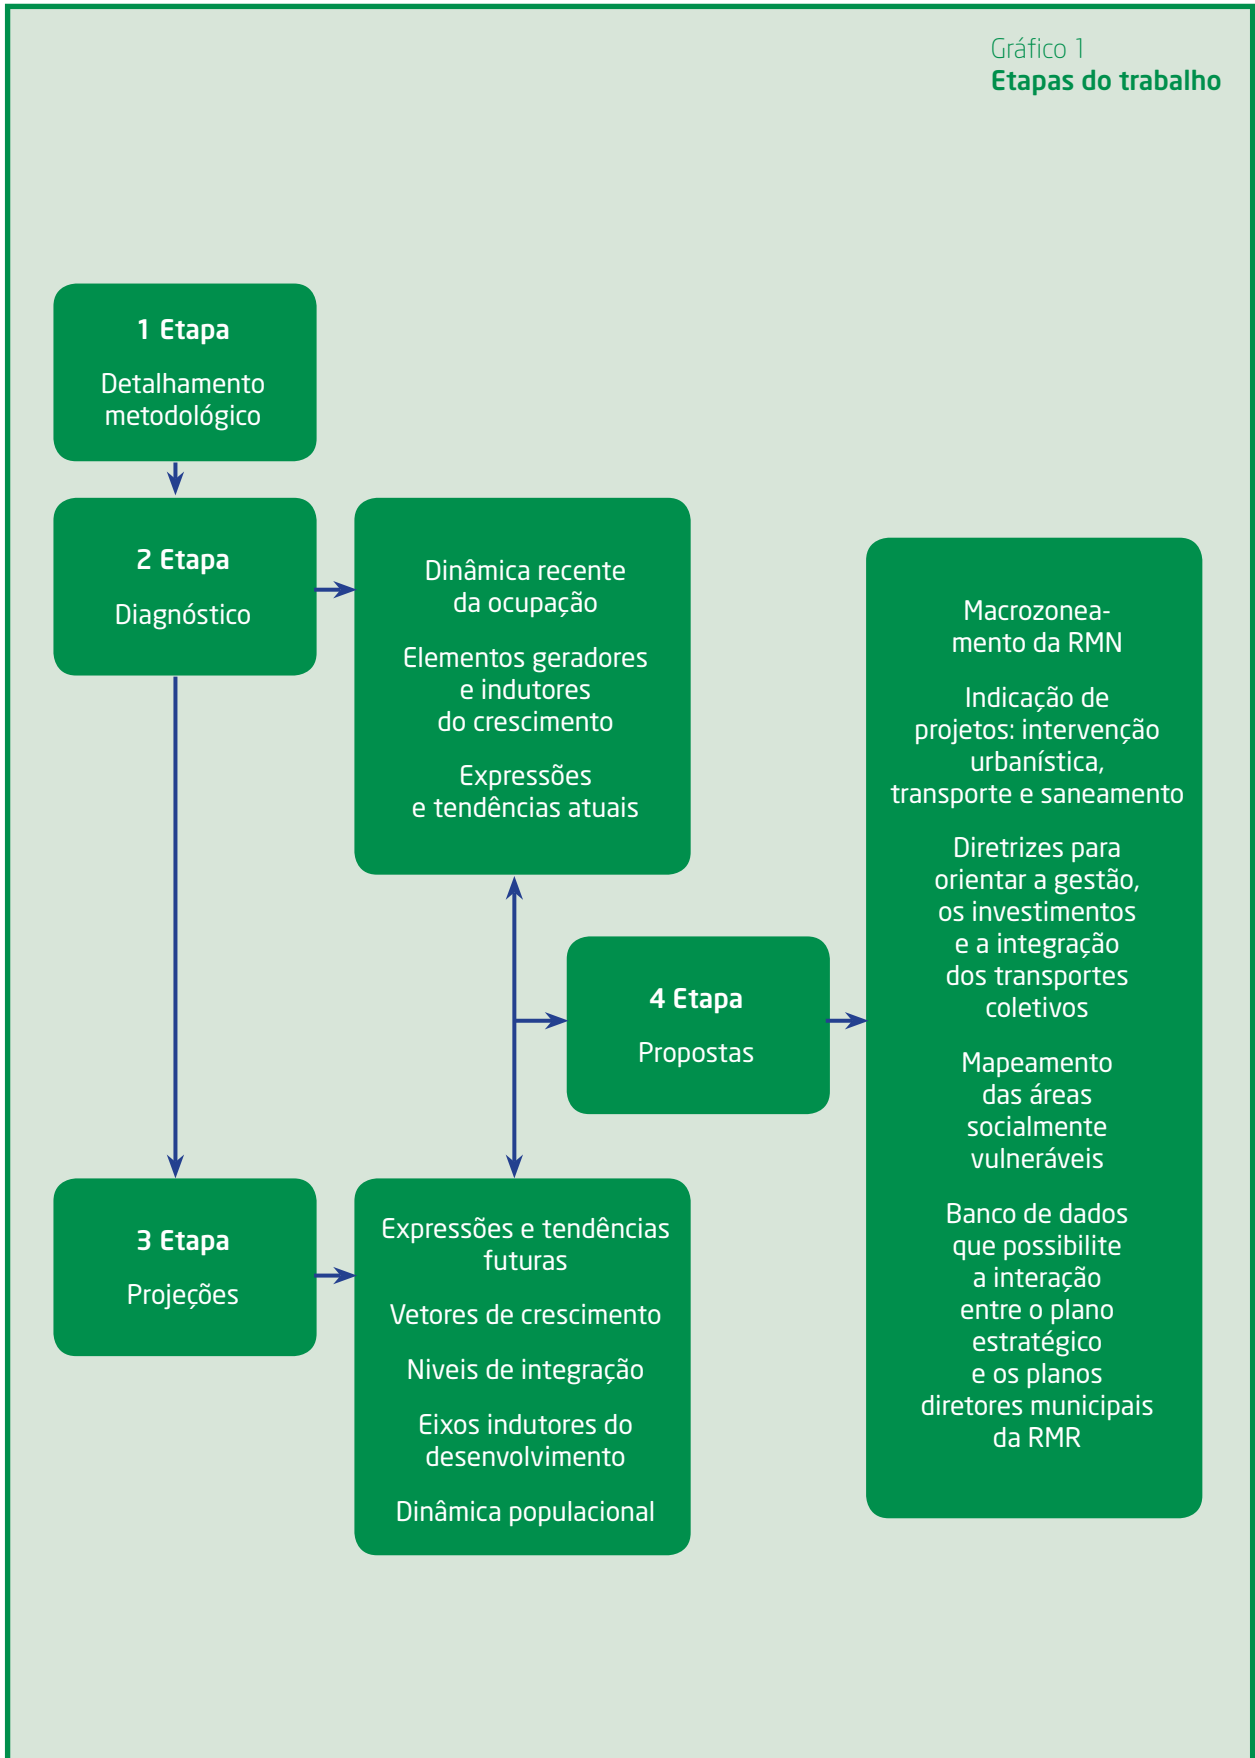 Gráfico 1
Etapas do trabalho
1 Etapa
Detalhamento
metodológico
2 Etapa
Diagnóstico
Dinâmica recente
da ocupação
Elementos geradores
e indutores
do crescimento
Expressões
e tendências atuais
3 Etapa
Projeções
Expressões e tendências
futuras
Vetores de crescimento
Niveis de integração
Eixos indutores do
desenvolvimento
Dinâmica populacional
4 Etapa
Propostas
Macrozonea-
mento da RMN
Indicação de
projetos: intervenção
urbanística,
transporte e saneamento
Diretrizes para
orientar a gestão,
os investimentos
e a integração
dos transportes
coletivos
Mapeamento
das áreas
socialmente
vulneráveis
Banco de dados
que possibilite
a interação
entre o plano
estratégico
e os planos
diretores municipais
da RMR